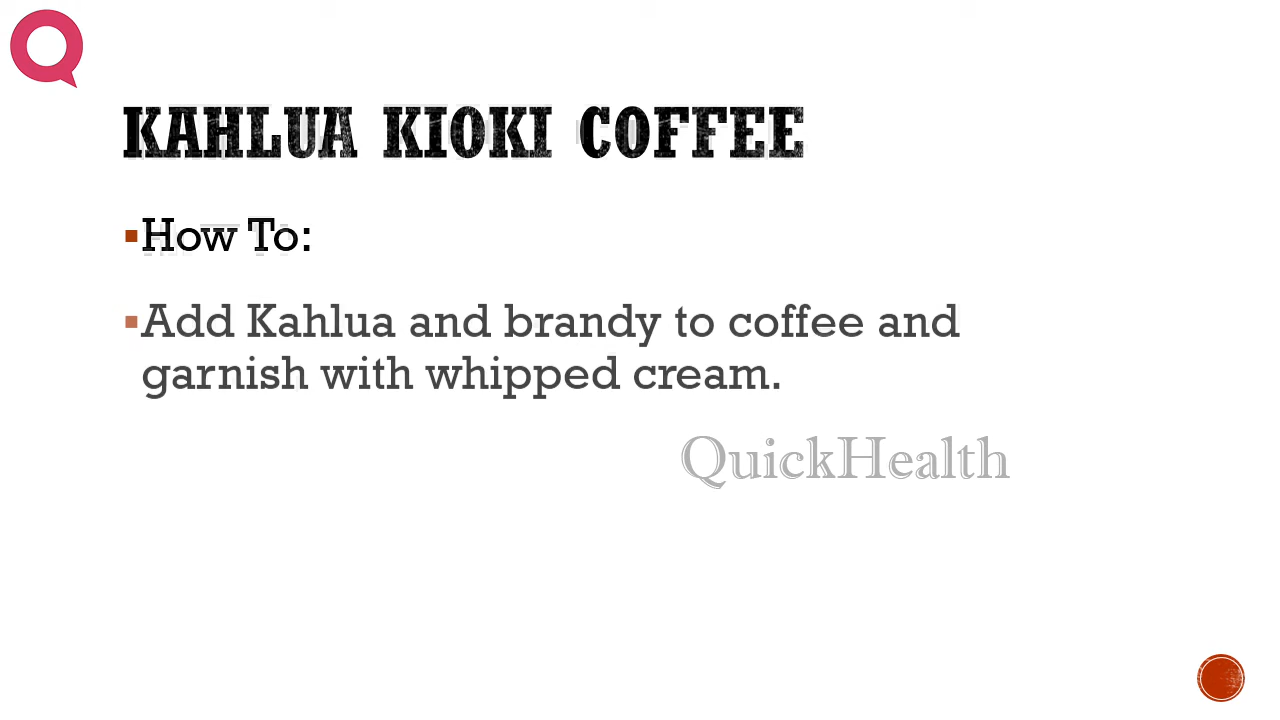 KAHLUA KIOKI COFFEE
How To:
Add Kahlua and brandy to coffee and
garnish with whipped cream.
QuickHealth